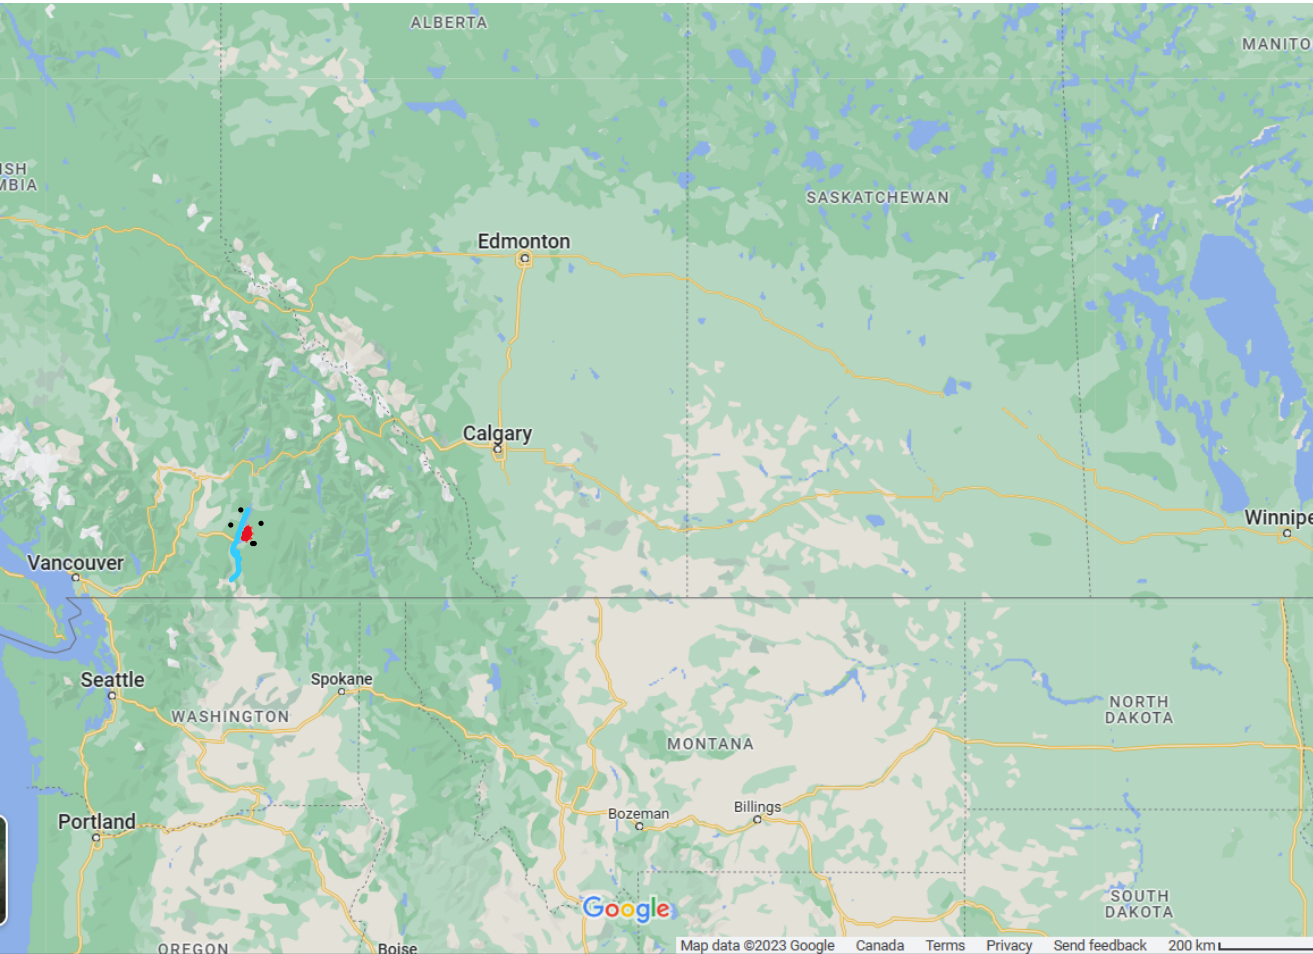 ALBERTA
MANITO
ISH
MBIA
SASKATCHEWAN
Edmonton
Calgary
Winnipe
Vancouver
Seattle
Spokane
WASHINGTON
NORTH
DAKOTA
MONTANA
Portland
Bozeman
Billings
SOUTH
DAKOTA
Google
OREGON
Boise
Map data ©2023 Google Canada Terms Privacy Send feedback 200 km